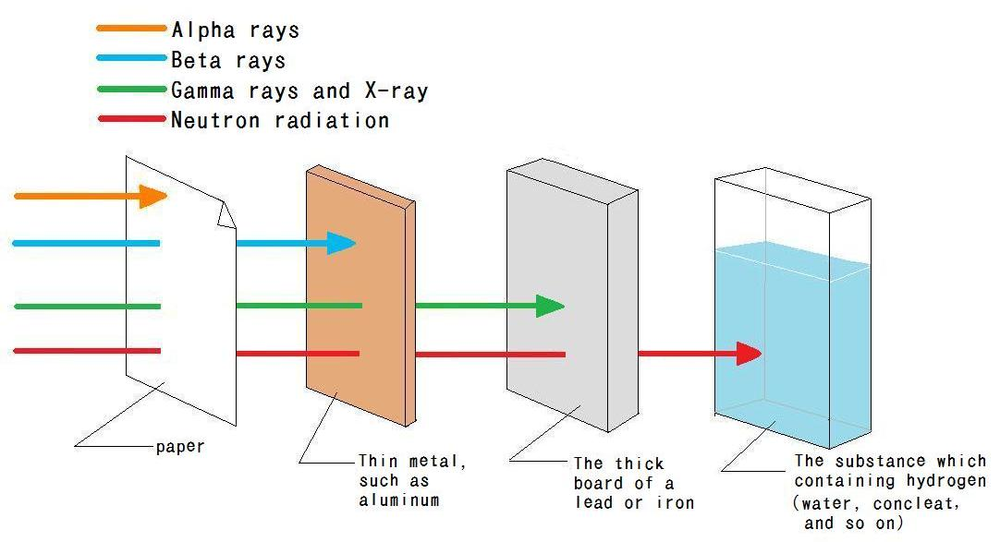 Alpha rays
Beta rays
Gamma rays and X-ray
Neutron radiation
paper
Thin metal,
such as
aluminum
The thick
board of a
lead or iron
The substance which
containing hydrogen
(water, concleat,
and so on)